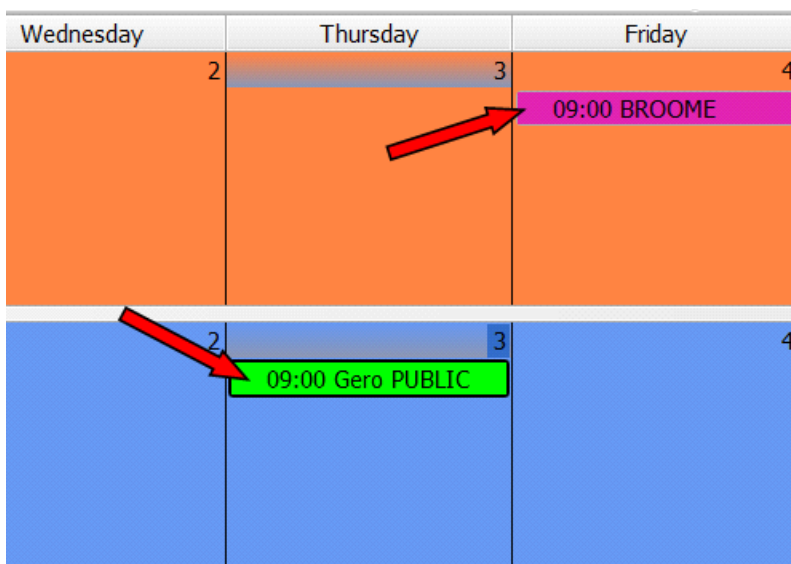 Wednesday Thursday Friday
2 3 4
09:00 BROOME
2 3 4
09:00 Gero PUBLIC